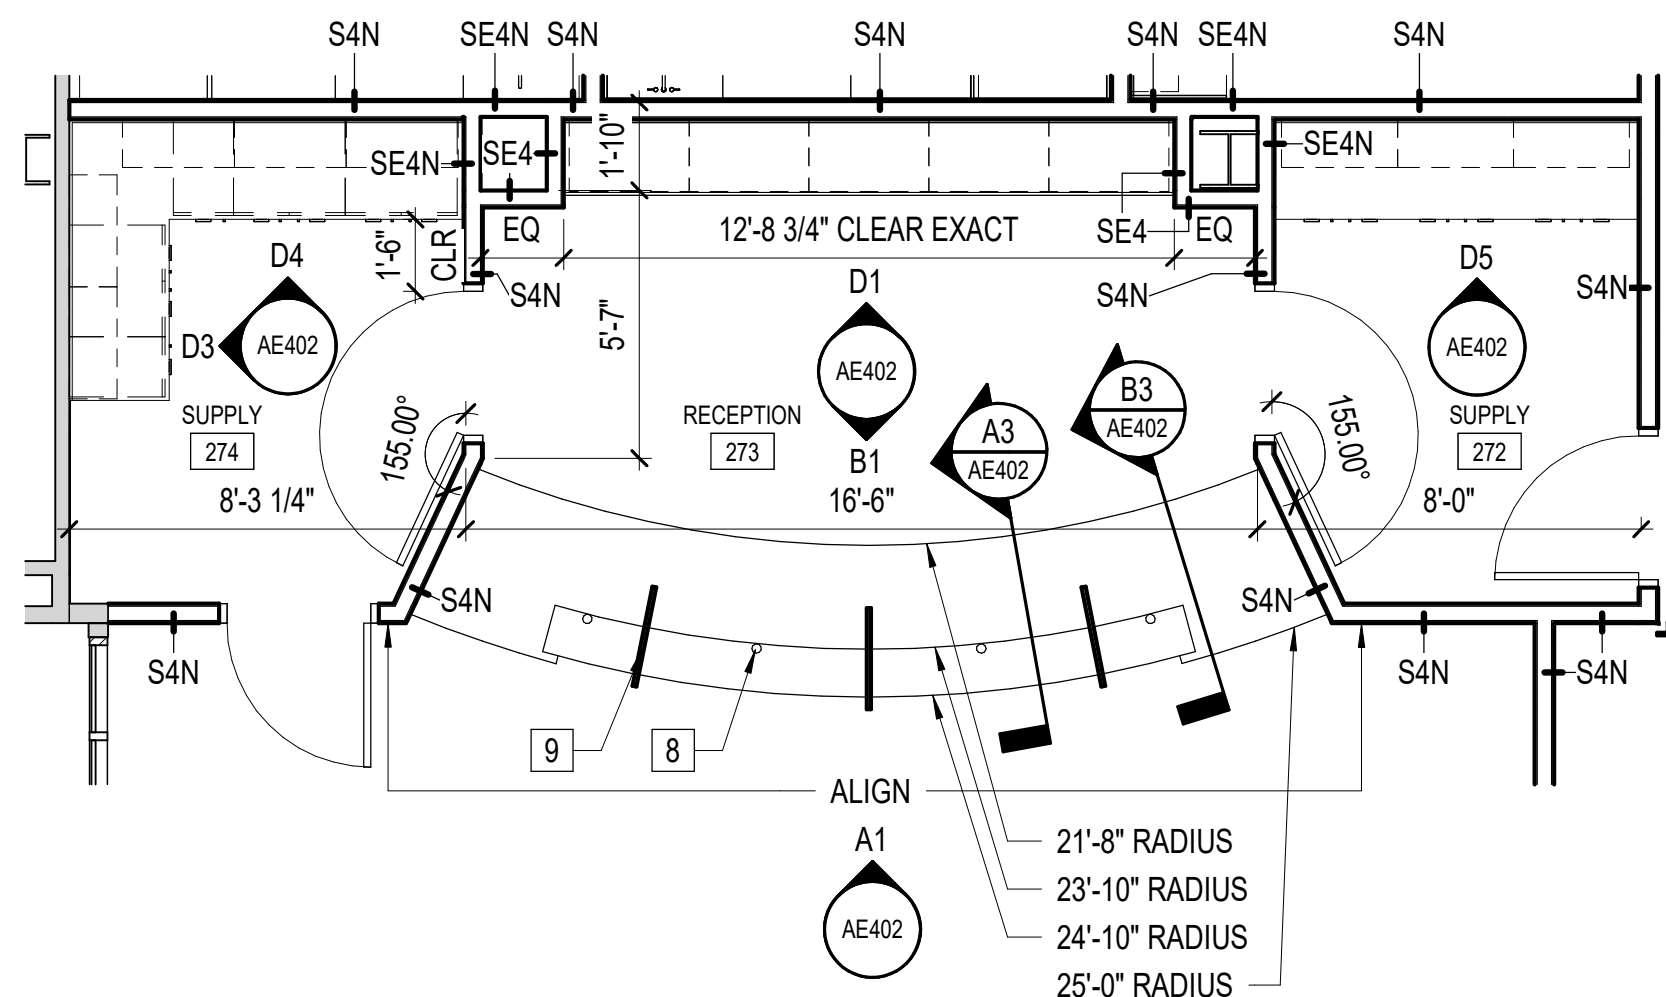 S4N SE4N S4N S4N S4N SE4N S4N
SE4N SE4 1'-10" SE4N
SE4 EQ 12'-8 3/4" CLEAR EXACT EQ
1'-6" CLR
D4 D1 D5
S4N S4N S4N
5'-7"
D3 AE402 AE402 AE402
B3
AE402
A3
AE402
B1
SUPPLY RECEPTION SUPPLY
274 273 272
155.00° 155.00°
8'-3 1/4" 16'-6" 8'-0"
S4N S4N
S4N S4N S4N
9 8
ALIGN
A1
AE402
21'-8" RADIUS
23'-10" RADIUS
24'-10" RADIUS
25'-0" RADIUS